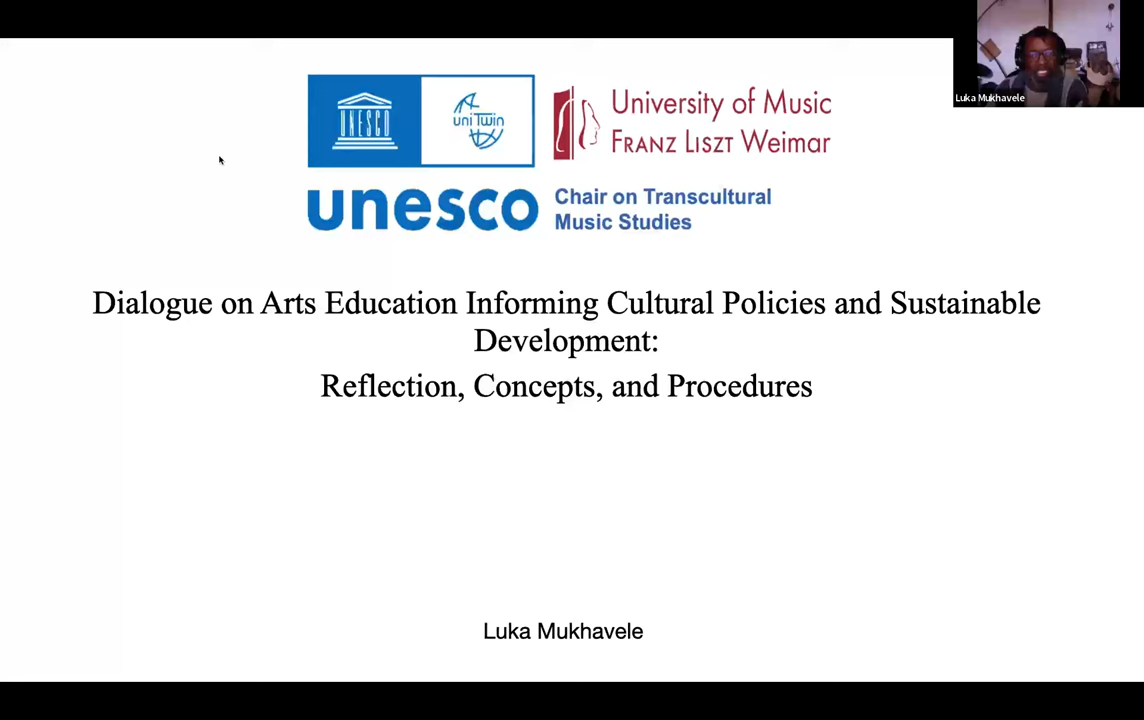 Luka Mukhavele
UNESCO
uni Twin
University of Music
FRANZ LISZT Weimar
unesco
Chair on Transcultural
Music Studies
Dialogue on Arts Education Informing Cultural Policies and Sustainable
Development:
Reflection, Concepts, and Procedures
Luka Mukhavele